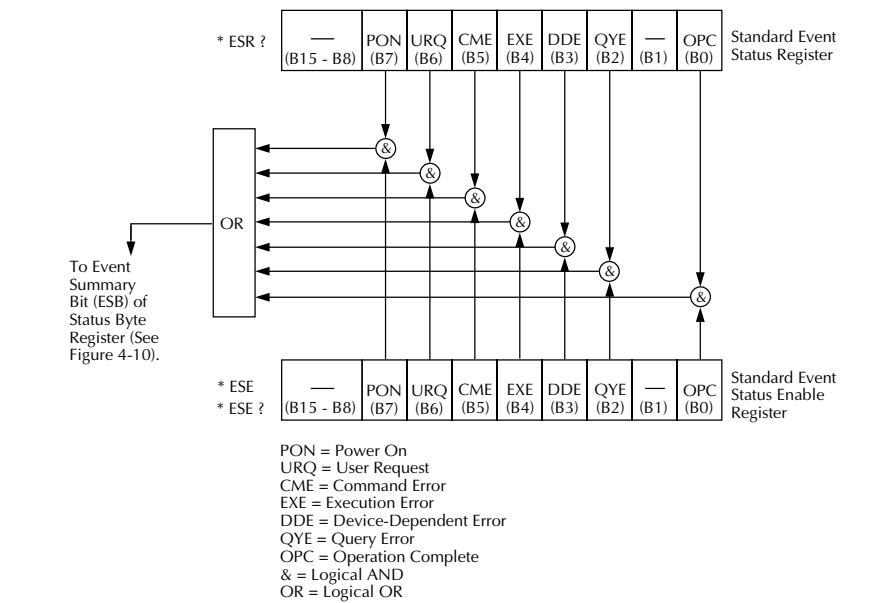 * ESR ?
—
(B15 - B8)
PON
(B7)
URQ
(B6)
CME
(B5)
EXE
(B4)
DDE
(B3)
QYE
(B2)
—
(B1)
OPC
(B0)
Standard Event
Status Register
&
&
&
&
&
&
&
OR
To Event
Summary
Bit (ESB) of
Status Byte
Register (See
Figure 4-10).
* ESE
* ESE ?
—
(B15 - B8)
PON
(B7)
URQ
(B6)
CME
(B5)
EXE
(B4)
DDE
(B3)
QYE
(B2)
—
(B1)
OPC
(B0)
Standard Event
Status Enable
Register
PON = Power On
URQ = User Request
CME = Command Error
EXE = Execution Error
DDE = Device-Dependent Error
QYE = Query Error
OPC = Operation Complete
& = Logical AND
OR = Logical OR